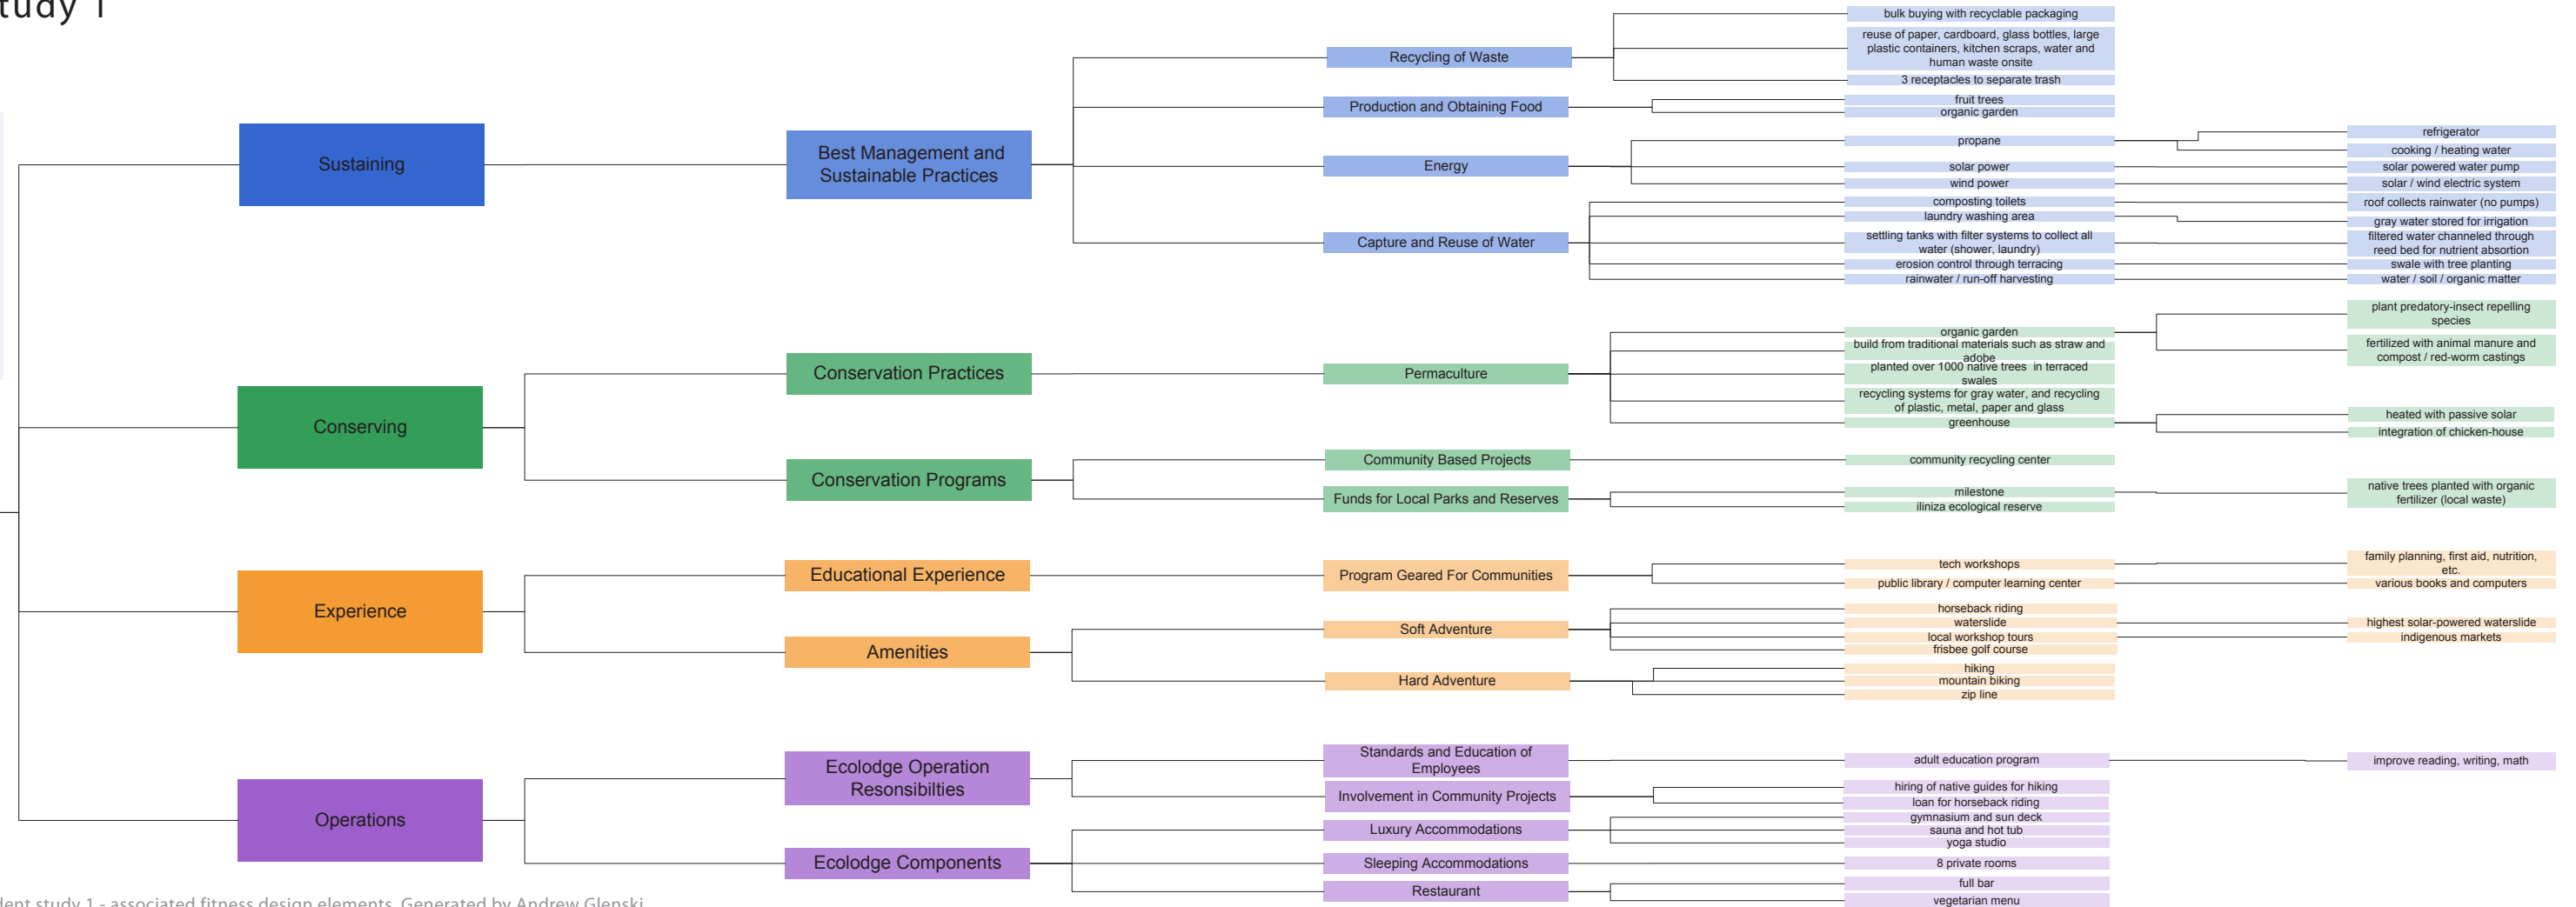 tudy 1
Sustaining
Best Management and
Sustainable Practices
Recycling of Waste
bulk buying with recyclable packaging
reuse of paper, cardboard, glass bottles, large
plastic containers, kitchen scraps, water and
human waste onsite
3 receptacles to separate trash
Production and Obtaining Food
fruit trees
organic garden
Energy
propane
refrigerator
cooking / heating water
solar power
solar powered water pump
wind power
solar / wind electric system
Capture and Reuse of Water
composting toilets
roof collects rainwater (no pumps)
laundry washing area
gray water stored for irrigation
settling tanks with filter systems to collect all
water (shower, laundry)
filtered water channeled through
reed bed for nutrient absortion
erosion control through terracing
swale with tree planting
rainwater / run-off harvesting
water / soil / organic matter
Conserving
Conservation Practices
Permaculture
organic garden
plant predatory-insect repelling
species
fertilized with animal manure and
compost / red-worm castings
build from traditional materials such as straw and
adobe
planted over 1000 native trees in terraced
swales
recycling systems for gray water, and recycling
of plastic, metal, paper and glass
greenhouse
heated with passive solar
integration of chicken-house
Conservation Programs
Community Based Projects
community recycling center
Funds for Local Parks and Reserves
milestone
native trees planted with organic
fertilizer (local waste)
iliniza ecological reserve
Experience
Educational Experience
Program Geared For Communities
tech workshops
family planning, first aid, nutrition,
etc.
public library / computer learning center
various books and computers
Amenities
Soft Adventure
horseback riding
waterslide
highest solar-powered waterslide
local workshop tours
indigenous markets
frisbee golf course
Hard Adventure
hiking
mountain biking
zip line
Operations
Ecolodge Operation
Resonsibilties
Standards and Education of
Employees
adult education program
improve reading, writing, math
Involvement in Community Projects
hiring of native guides for hiking
loan for horseback riding
Ecolodge Components
Luxury Accommodations
gymnasium and sun deck
sauna and hot tub
yoga studio
Sleeping Accommodations
8 private rooms
Restaurant
full bar
vegetarian menu
dent study 1 - associated fitness design elements. Generated by Andrew Glenski